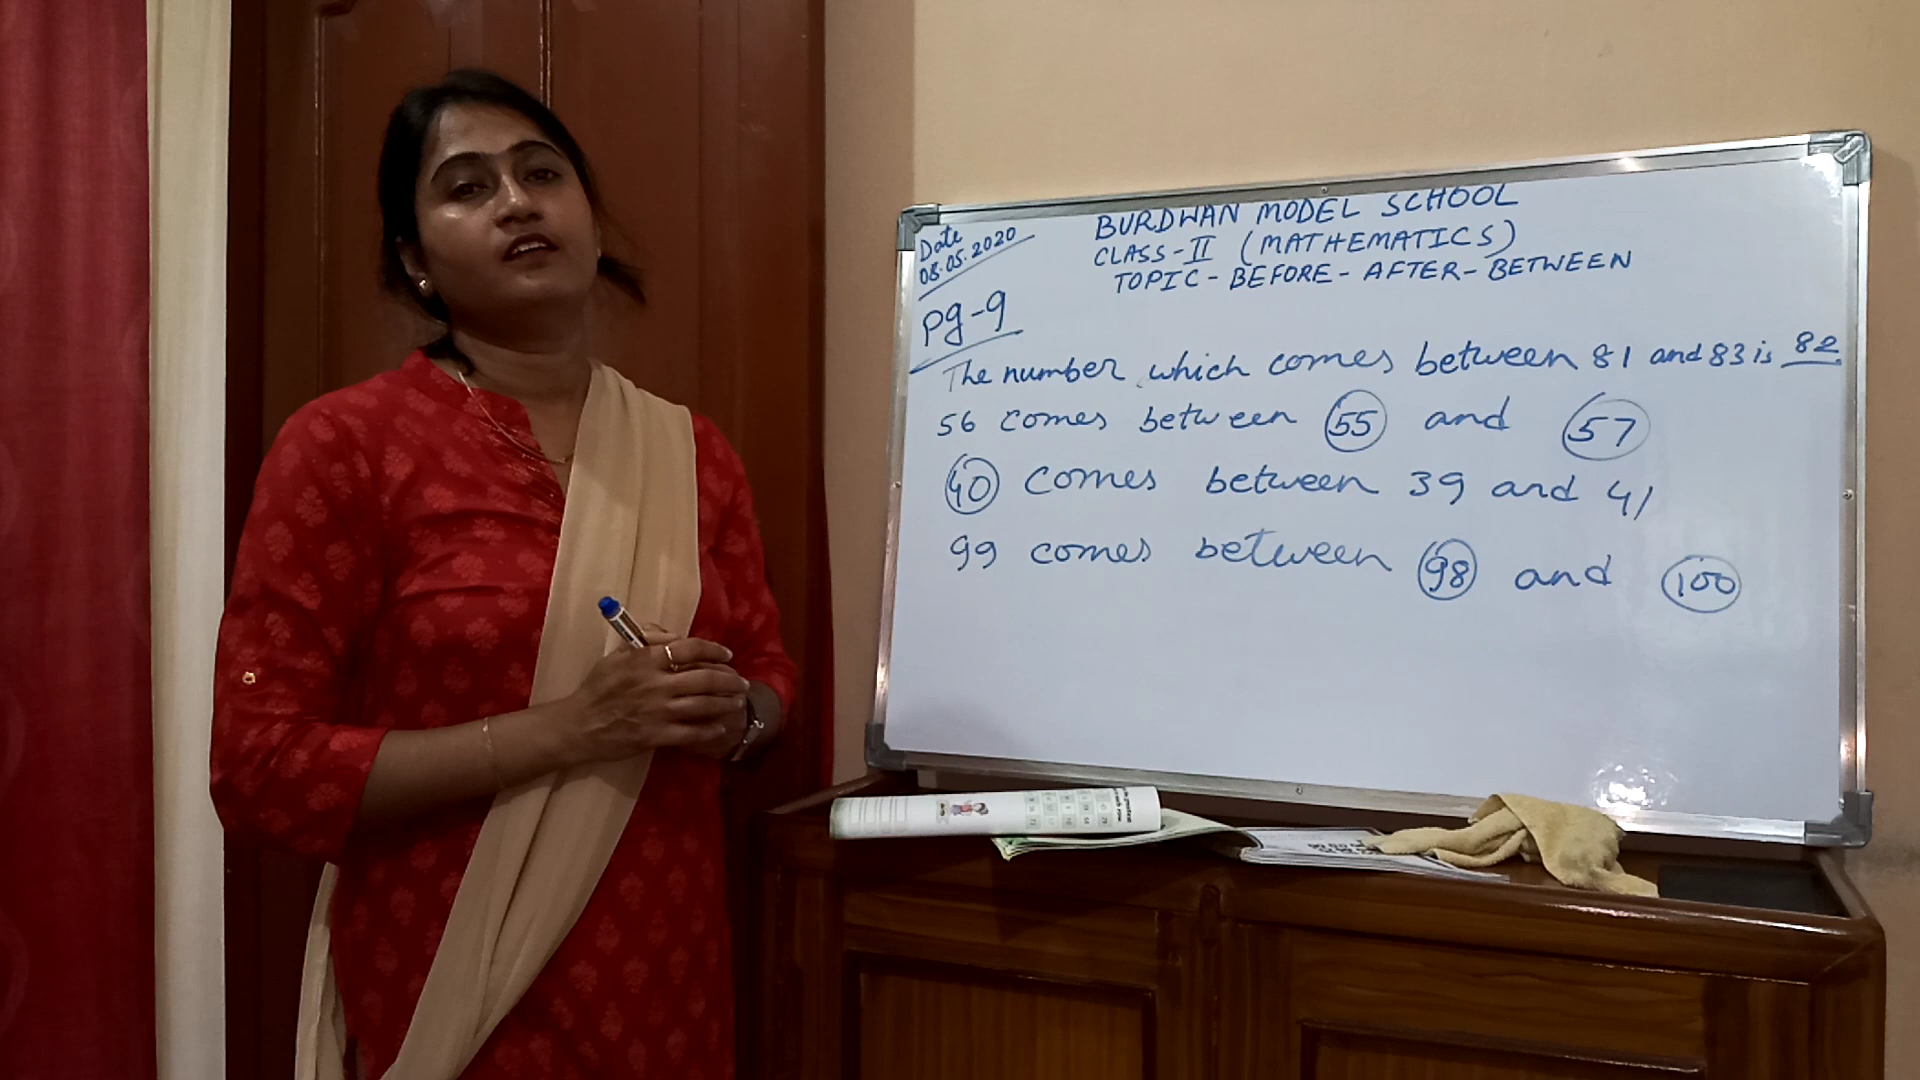 Date
08.05.2020
BURDWAN MODEL SCHOOL
CLASS-II (MATHEMATICS)
TOPIC-BEFORE-AFTER-BETWEEN
Pg-9
The number which comes between 81 and 83 is 82.
56 comes between 55 and 57
40 comes between 39 and 41
99 comes between 98 and 100